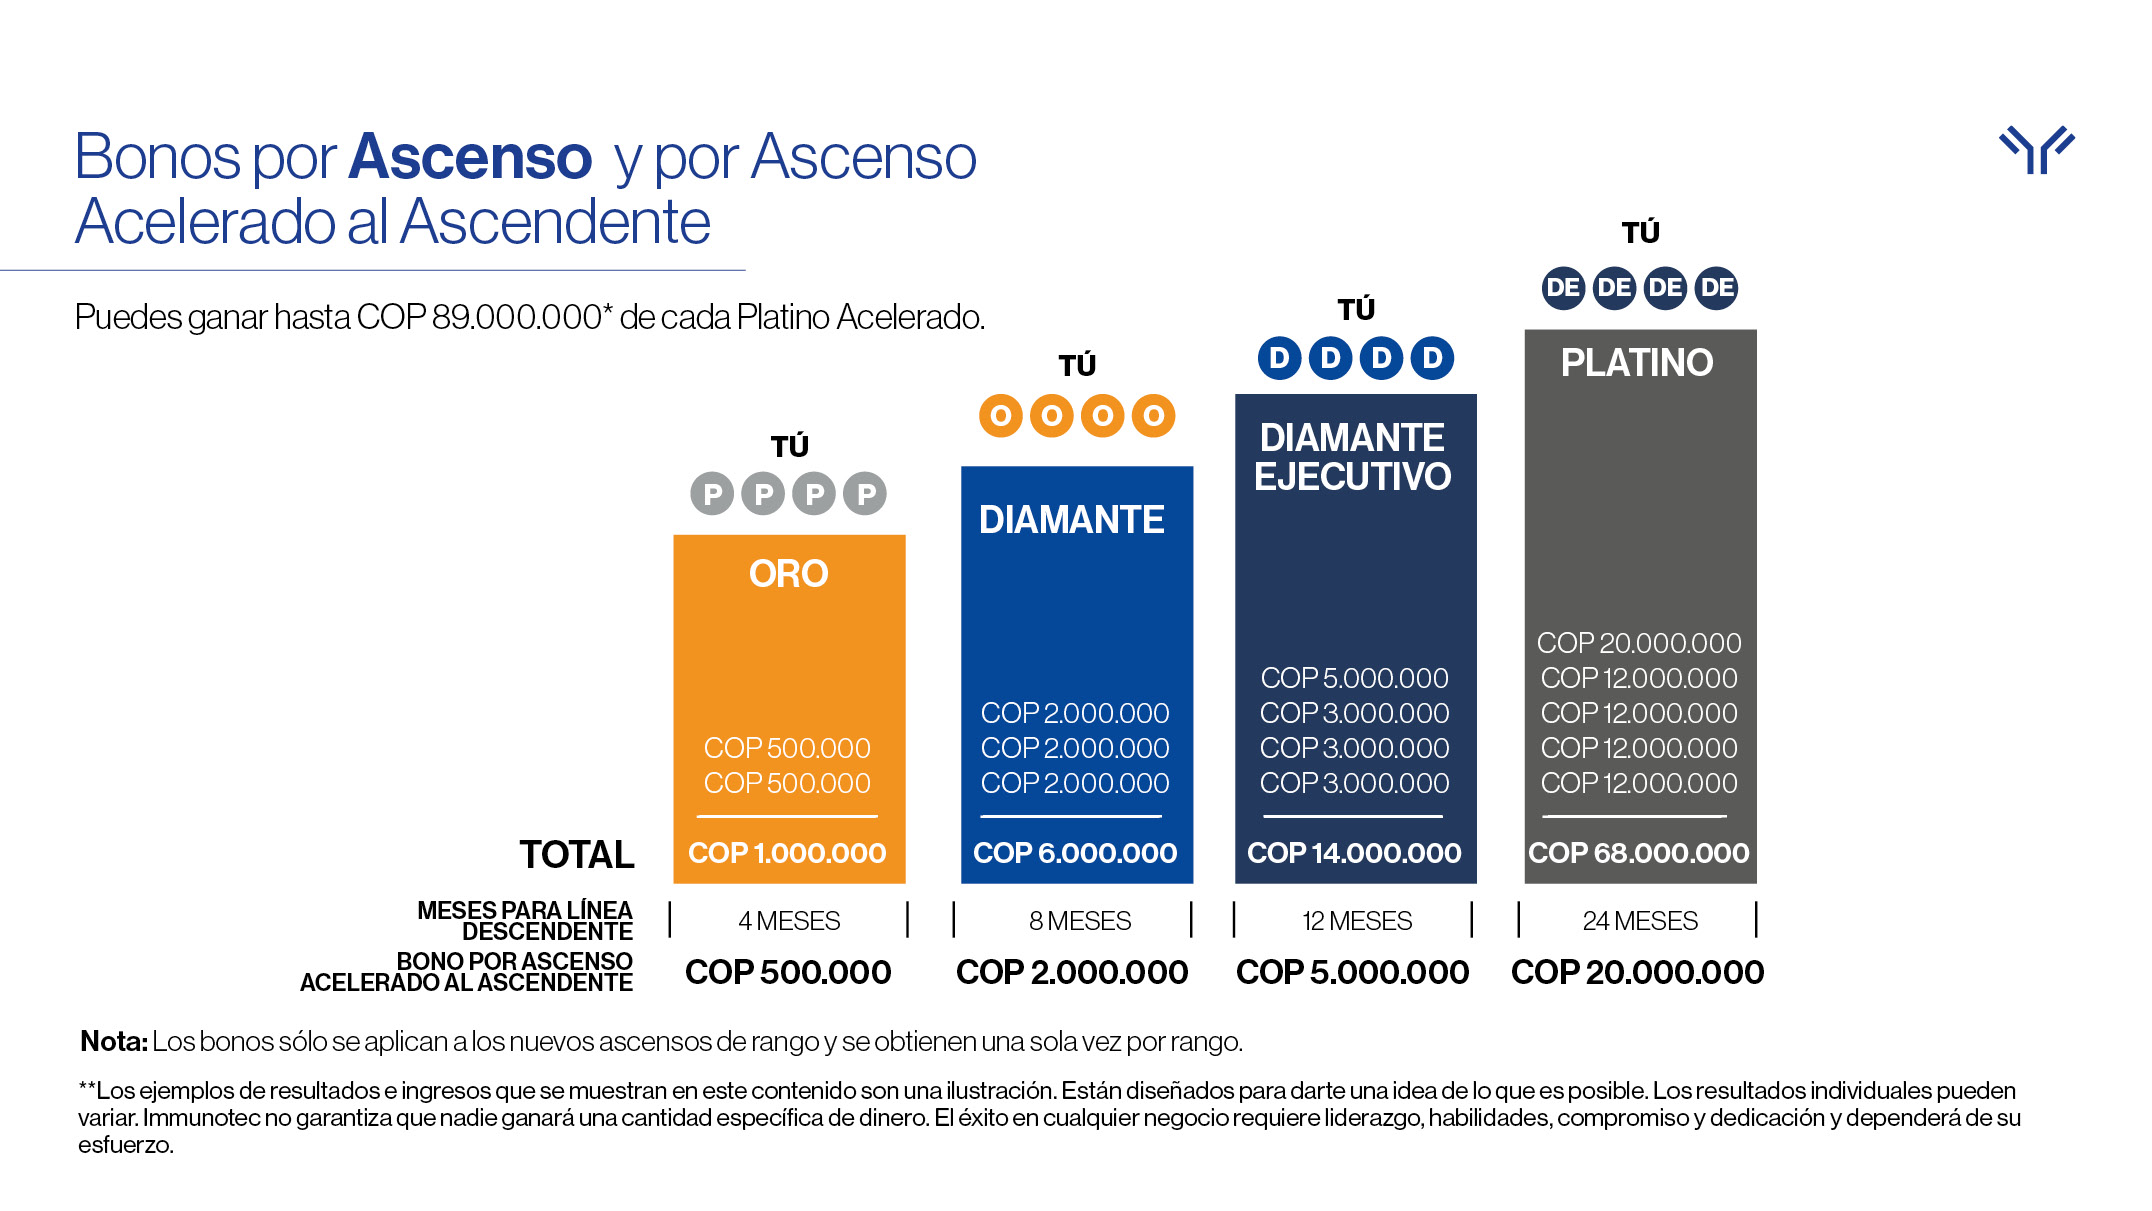 Bonos por Ascenso y por Ascenso
Acelerado al Ascendente
Puedes ganar hasta COP 89.000.000* de cada Platino Acelerado.
TÚ
P P P P
ORO
COP 500.000
COP 500.000
COP 1.000.000
TÚ
O O O O
DIAMANTE
COP 2.000.000
COP 2.000.000
COP 2.000.000
COP 6.000.000
TÚ
D D D D
DIAMANTE
EJECUTIVO
COP 5.000.000
COP 3.000.000
COP 3.000.000
COP 3.000.000
COP 14.000.000
TÚ
DE DE DE DE
PLATINO
COP 20.000.000
COP 12.000.000
COP 12.000.000
COP 12.000.000
COP 12.000.000
COP 68.000.000
TOTAL
MESES PARA LÍNEA
DESCENDENTE
4 MESES 8 MESES 12 MESES 24 MESES
BONO POR ASCENSO
ACELERADO AL ASCENDENTE
COP 500.000 COP 2.000.000 COP 5.000.000 COP 20.000.000
Nota: Los bonos sólo se aplican a los nuevos ascensos de rango y se obtienen una sola vez por rango.
**Los ejemplos de resultados e ingresos que se muestran en este contenido son una ilustración. Están diseñados para darte una idea de lo que es posible. Los resultados individuales pueden
variar. Immunotec no garantiza que nadie ganará una cantidad específica de dinero. El éxito en cualquier negocio requiere liderazgo, habilidades, compromiso y dedicación y dependerá de su
esfuerzo.